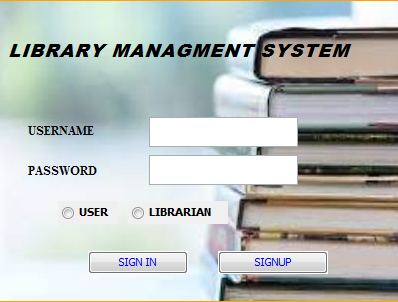 LIBRARY MANAGMENT SYSTEM
USERNAME
PASSWORD
USER LIBRARIAN
SIGN IN SIGNUP